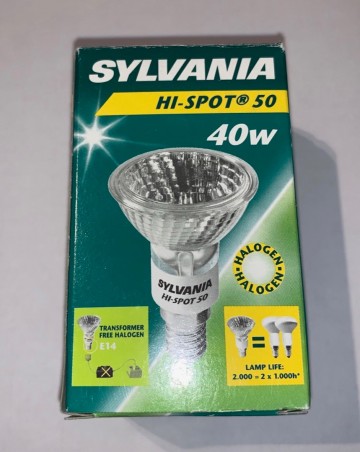 SYLVANIA
HI-SPOT® 50
40w
HALOGEN
HALOGEN
SYLVANIA
HI-SPOT 50
TRANSFORMER
FREE HALOGEN
E14
=
LAMP LIFE:
2.000 = 2 x 1.000h*